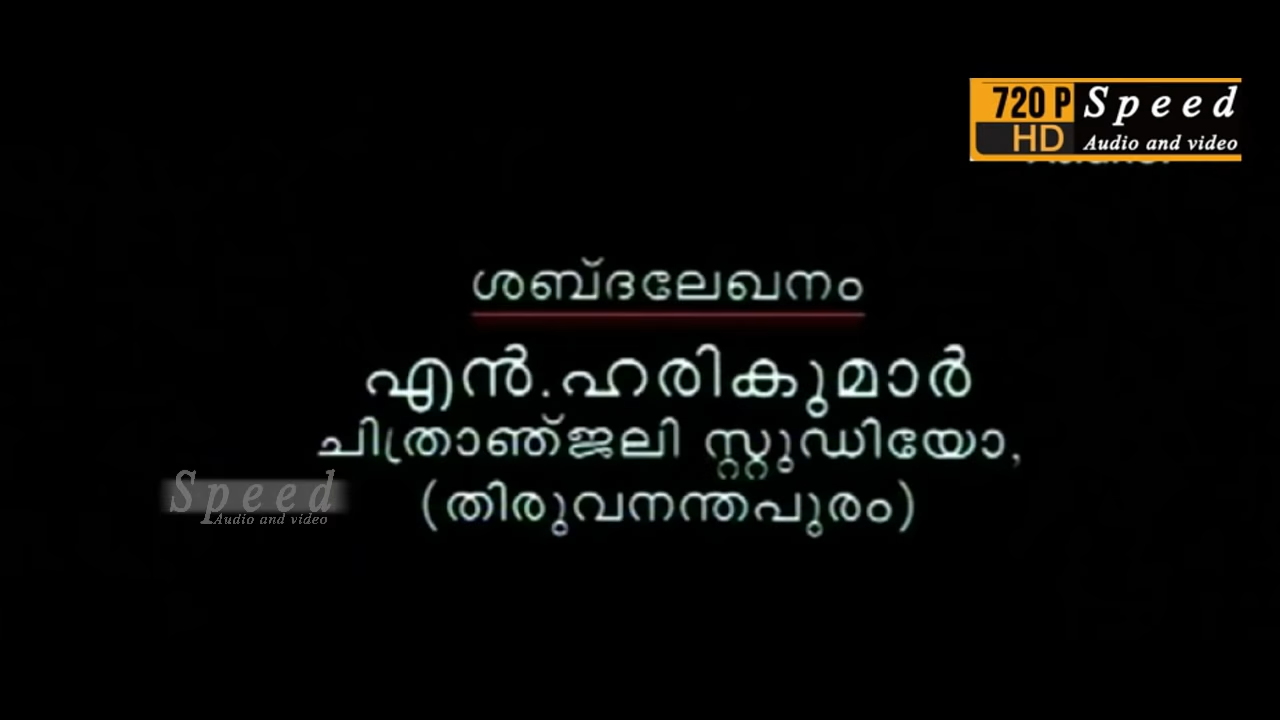 720 P Speed
HD Audio and video
ശബ്ദലേഖനം
എൻ.ഹരികുമാർ
ചിത്രാഞ്ജലി സ്റ്റുഡിയോ,
(തിരുവനന്തപുരം)
Speed
Audio and video